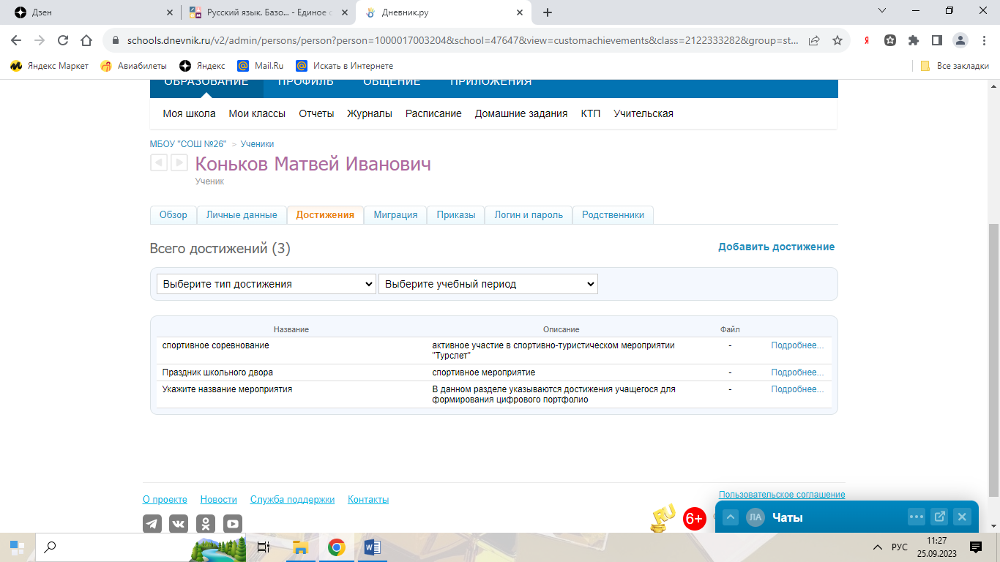 Дзен
Русский язык. Базо... - Единое с
Дневник.ру
schools.dnevnik.ru/v2/admin/persons/person?person=1000017003204&school=47647&view=customachievements&class=2122333282&group=st...
Яндекс Маркет Авиабилеты Яндекс Mail.Ru Искать в Интернете Все закладки
ОБРАЗОВАНИЕ ПРОФИЛЬ ОБЩЕНИЕ ПРИЛОЖЕНИЯ
Моя школа Мои классы Отчеты Журналы Расписание Домашние задания КТП Учительская
МБОУ "СОШ №26" > Ученики
Коньков Матвей Иванович
Ученик
Обзор Личные данные Достижения Миграция Приказы Логин и пароль Родственники
Всего достижений (3) Добавить достижение
Выберите тип достижения Выберите учебный период
Название Описание Файл
спортивное соревнование активное участие в спортивно-туристическом мероприятии - Подробнее...
"Турслет"
Праздник школьного двора спортивное мероприятие - Подробнее...
Укажите название мероприятия В данном разделе указываются достижения учащегося для - Подробнее...
формирования цифрового портфолио
О проекте Новости Служба поддержки Контакты Пользовательское соглашение
RU 6+ ЛА Чаты
РУС 11:27
25.09.2023